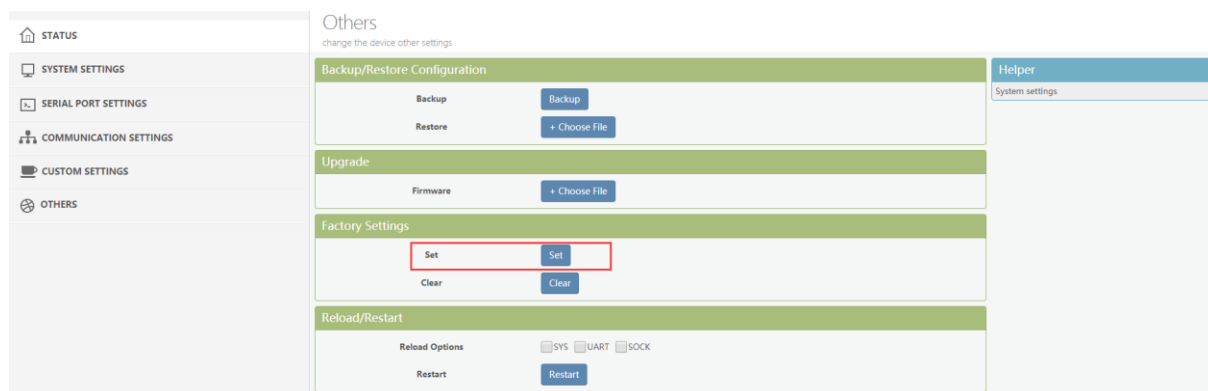 STATUS
SYSTEM SETTINGS
SERIAL PORT SETTINGS
COMMUNICATION SETTINGS
CUSTOM SETTINGS
OTHERS
Others
change the device other settings
Backup/Restore Configuration
Backup Backup
Restore + Choose File
Upgrade
Firmware + Choose File
Factory Settings
Set Set
Clear Clear
Reload/Restart
Reload Options SYS UART SOCK
Restart Restart
Helper
System settings